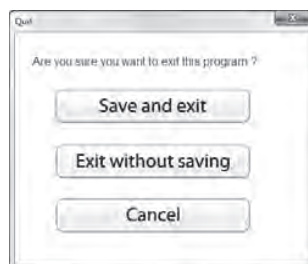 Quit
Are you sure you want to exit this program ?
Save and exit
Exit without saving
Cancel